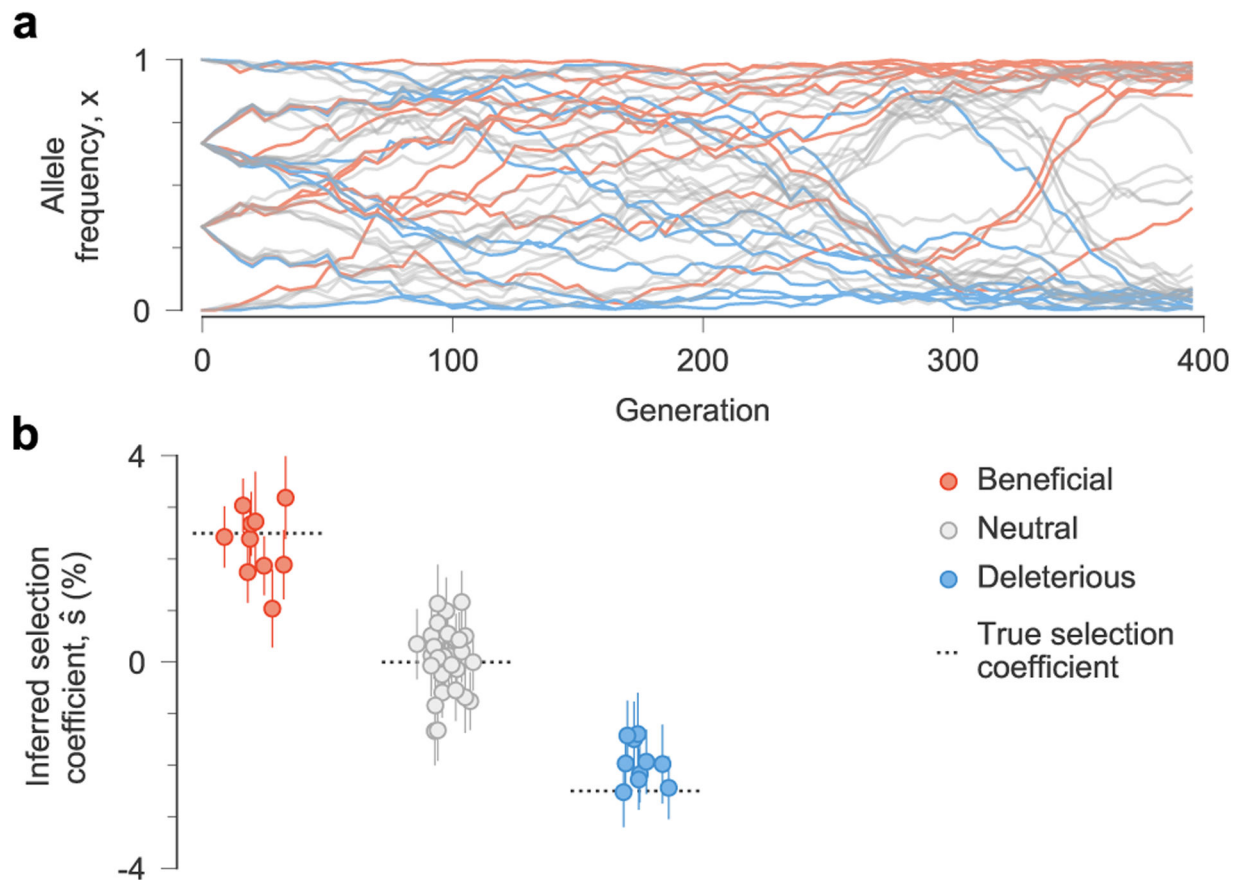 a
Allele
frequency, x
1
0
0 100 200 300 400
Generation
b
Inferred selection
coefficient, ŝ (%)
4
0
-4
Beneficial
Neutral
Deleterious
True selection
coefficient